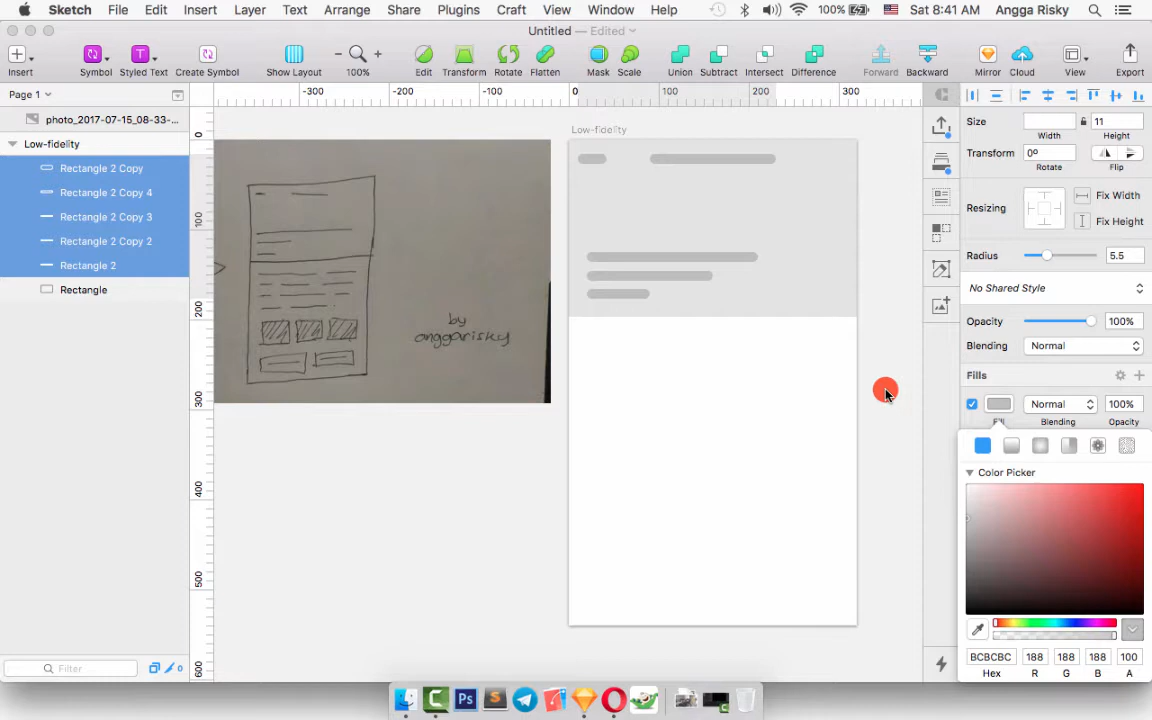 Sketch File Edit Insert Layer Text Arrange Share Plugins Craft View Window Help 100% Sat 8:41 AM Angga Risky
Untitled — Edited
Insert Symbol Styled Text Create Symbol Show Layout 100% Edit Transform Rotate Flatten Mask Scale Union Subtract Intersect Difference Forward Backward Mirror Cloud View Export
Page 1
-300 -200 -100 0 100 200 300
photo_2017-07-15_08-33-...
Low-fidelity
Rectangle 2 Copy
Rectangle 2 Copy 4
Rectangle 2 Copy 3
Rectangle 2 Copy 2
Rectangle 2
Rectangle
Filter
0
0
100
200
300
400
500
600
by
anggarisky
Low-fidelity
Size 11
Width Height
Transform 0º
Rotate Flip
Resizing Fix Width
Fix Height
Radius 5.5
No Shared Style
Opacity 100%
Blending Normal
Fills
Normal 100%
Fill Blending Opacity
Color Picker
BCBCBC 188 188 188 100
Hex R G B A
Ps
S